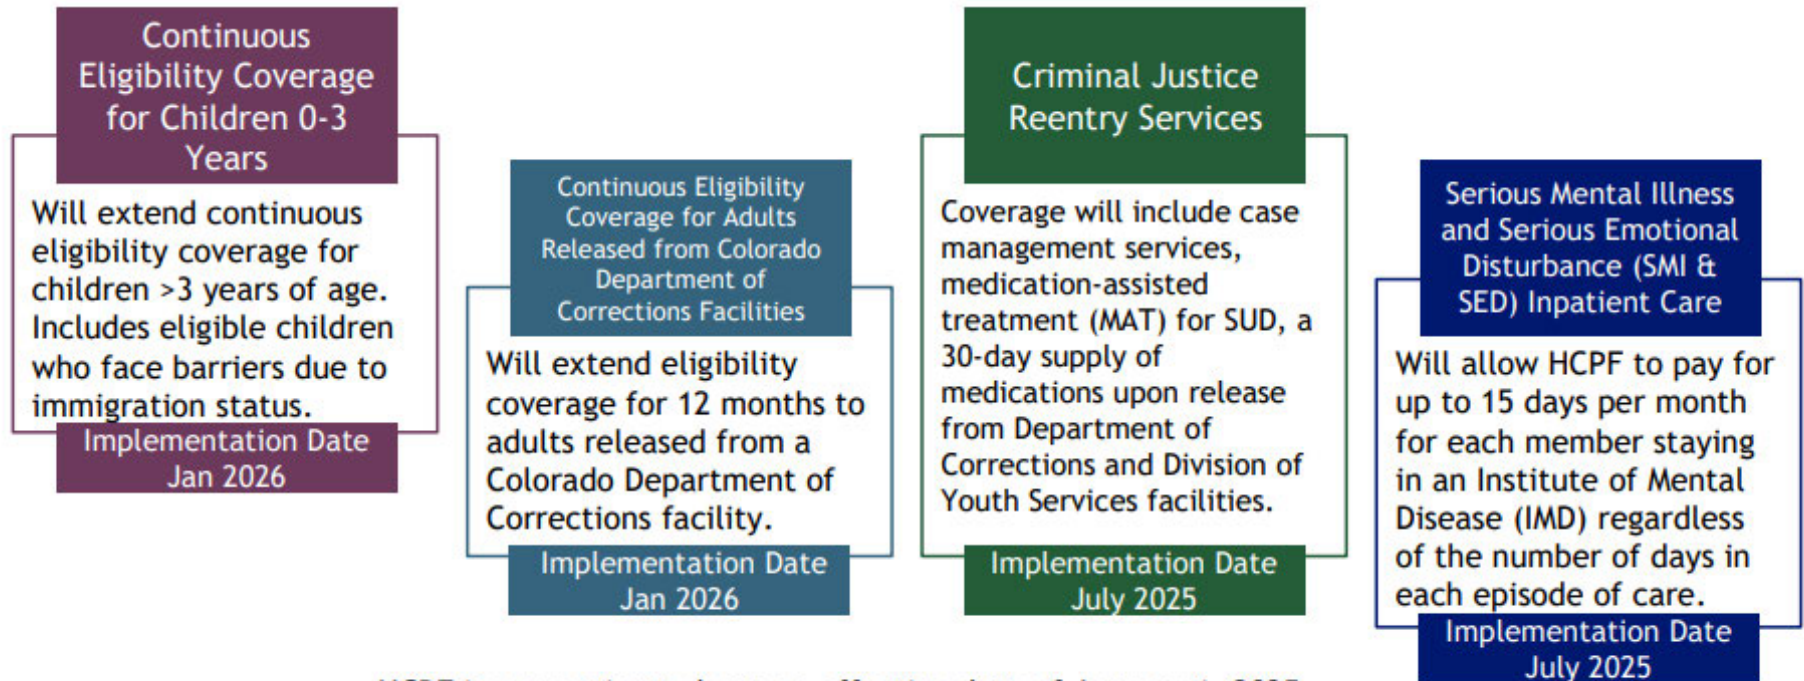 Continuous
Eligibility Coverage
for Children 0-3
Years
Will extend continuous
eligibility coverage for
children >3 years of age.
Includes eligible children
who face barriers due to
immigration status.
Implementation Date
Jan 2026
Continuous Eligibility
Coverage for Adults
Released from Colorado
Department of
Corrections Facilities
Will extend eligibility
coverage for 12 months to
adults released from a
Colorado Department of
Corrections facility.
Implementation Date
Jan 2026
Criminal Justice
Reentry Services
Coverage will include case
management services,
medication-assisted
treatment (MAT) for SUD, a
30-day supply of
medications upon release
from Department of
Corrections and Division of
Youth Services facilities.
Implementation Date
July 2025
Serious Mental Illness
and Serious Emotional
Disturbance (SMI &
SED) Inpatient Care
Will allow HCPF to pay for
up to 15 days per month
for each member staying
in an Institute of Mental
Disease (IMD) regardless
of the number of days in
each episode of care.
Implementation Date
July 2025